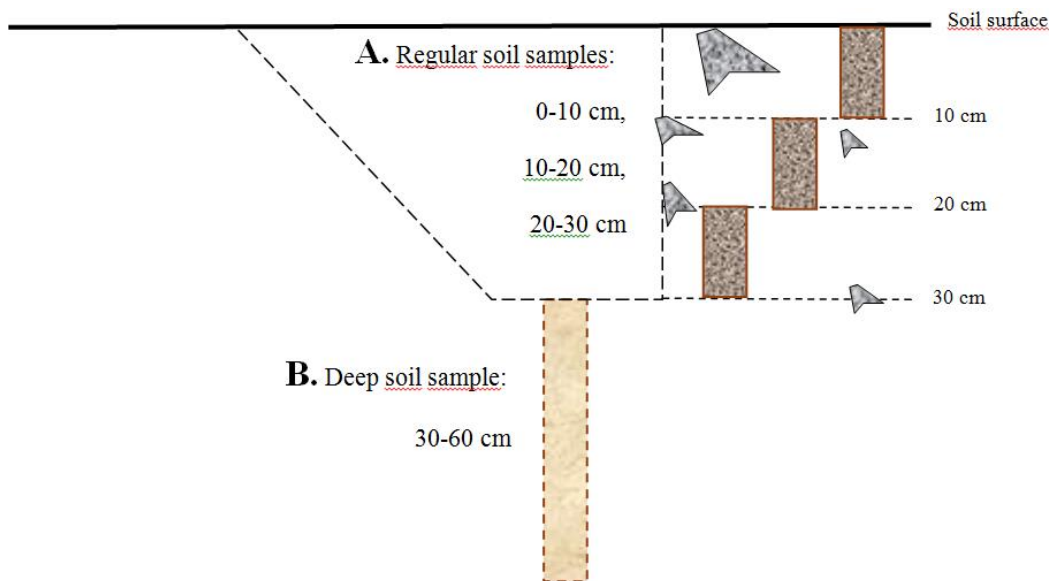 Soil surface
A. Regular soil samples:
0-10 cm,
10-20 cm,
20-30 cm
10 cm
20 cm
30 cm
B. Deep soil sample:
30-60 cm